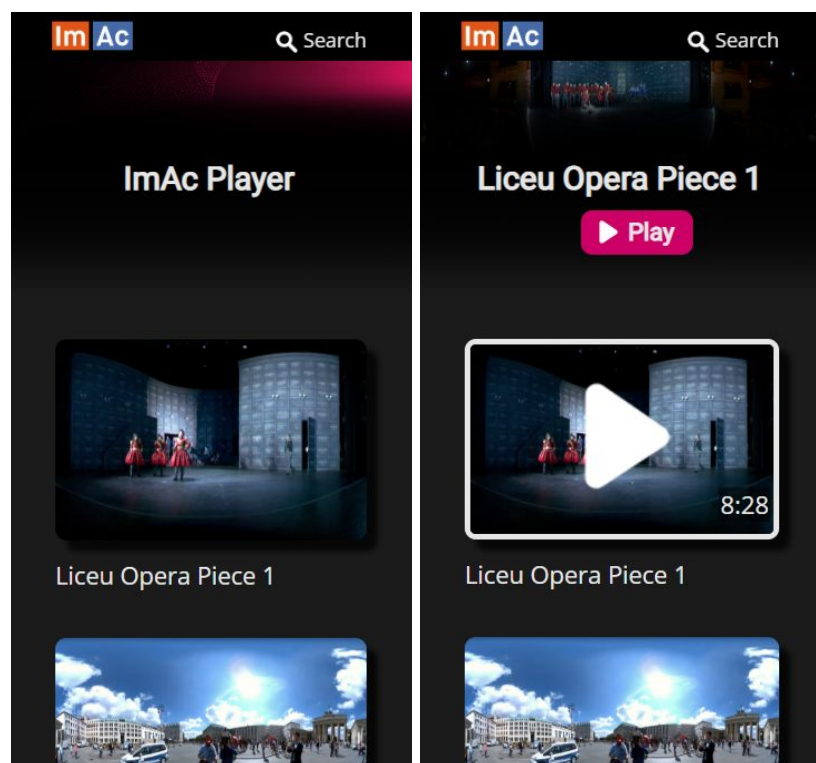 Im Ac
Search
ImAc Player
Liceu Opera Piece 1
Im Ac
Search
Liceu Opera Piece 1
Play
8:28
Liceu Opera Piece 1